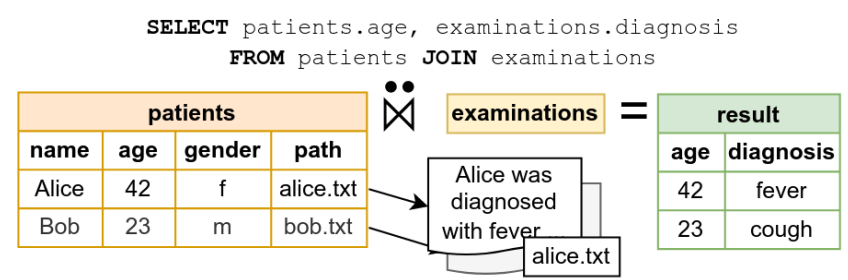 SELECT patients.age, examinations.diagnosis
FROM patients JOIN examinations
patients
name age gender path
Alice 42 f alice.txt
Bob 23 m bob.txt
⋈
examinations
=
Alice was
diagnosed
with fever...
alice.txt
result
age diagnosis
42 fever
23 cough